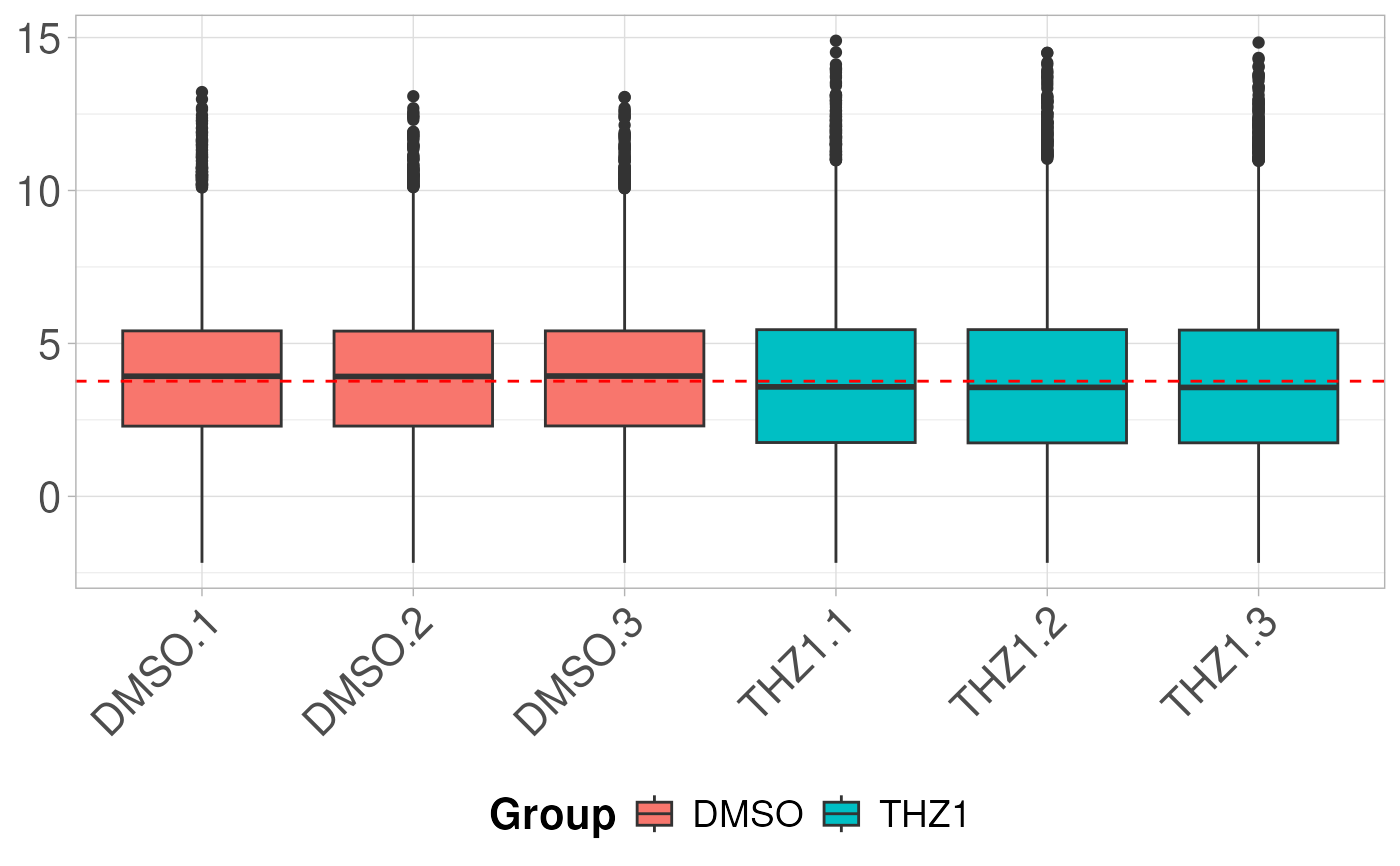 15
10
5
0
DMSO.1
DMSO.2
DMSO.3
THZ1.1
THZ1.2
THZ1.3
Group DMSO THZ1